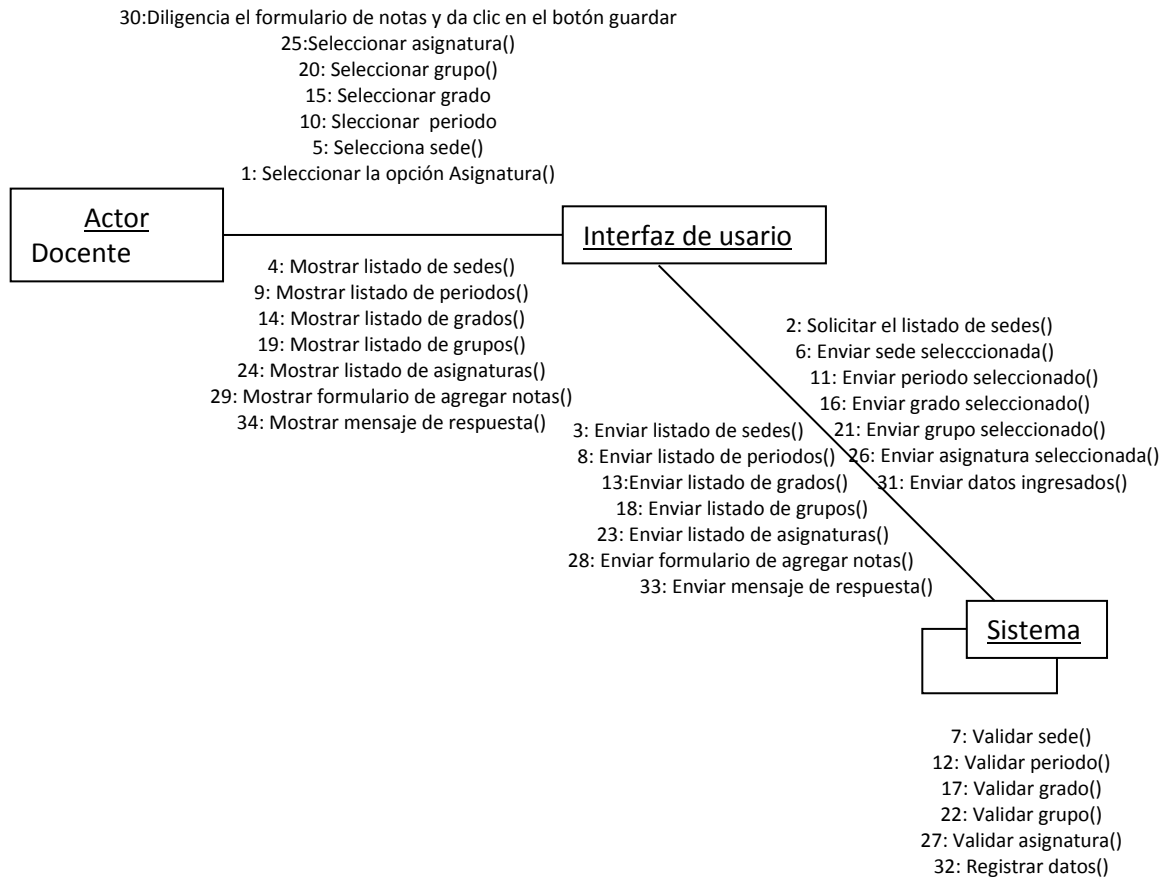 30:Diligencia el formulario de notas y da clic en el botón guardar
25:Seleccionar asignatura()
20: Seleccionar grupo()
15: Seleccionar grado
10: Sleccionar periodo
5: Selecciona sede()
1: Seleccionar la opción Asignatura()
Actor
Docente
Interfaz de usario
4: Mostrar listado de sedes()
9: Mostrar listado de periodos()
14: Mostrar listado de grados()
19: Mostrar listado de grupos()
24: Mostrar listado de asignaturas()
29: Mostrar formulario de agregar notas()
34: Mostrar mensaje de respuesta()
2: Solicitar el listado de sedes()
6: Enviar sede selecccionada()
11: Enviar periodo seleccionado()
16: Enviar grado seleccionado()
21: Enviar grupo seleccionado()
26: Enviar asignatura seleccionada()
31: Enviar datos ingresados()
3: Enviar listado de sedes()
8: Enviar listado de periodos()
13:Enviar listado de grados()
18: Enviar listado de grupos()
23: Enviar listado de asignaturas()
28: Enviar formulario de agregar notas()
33: Enviar mensaje de respuesta()
Sistema
7: Validar sede()
12: Validar periodo()
17: Validar grado()
22: Validar grupo()
27: Validar asignatura()
32: Registrar datos()